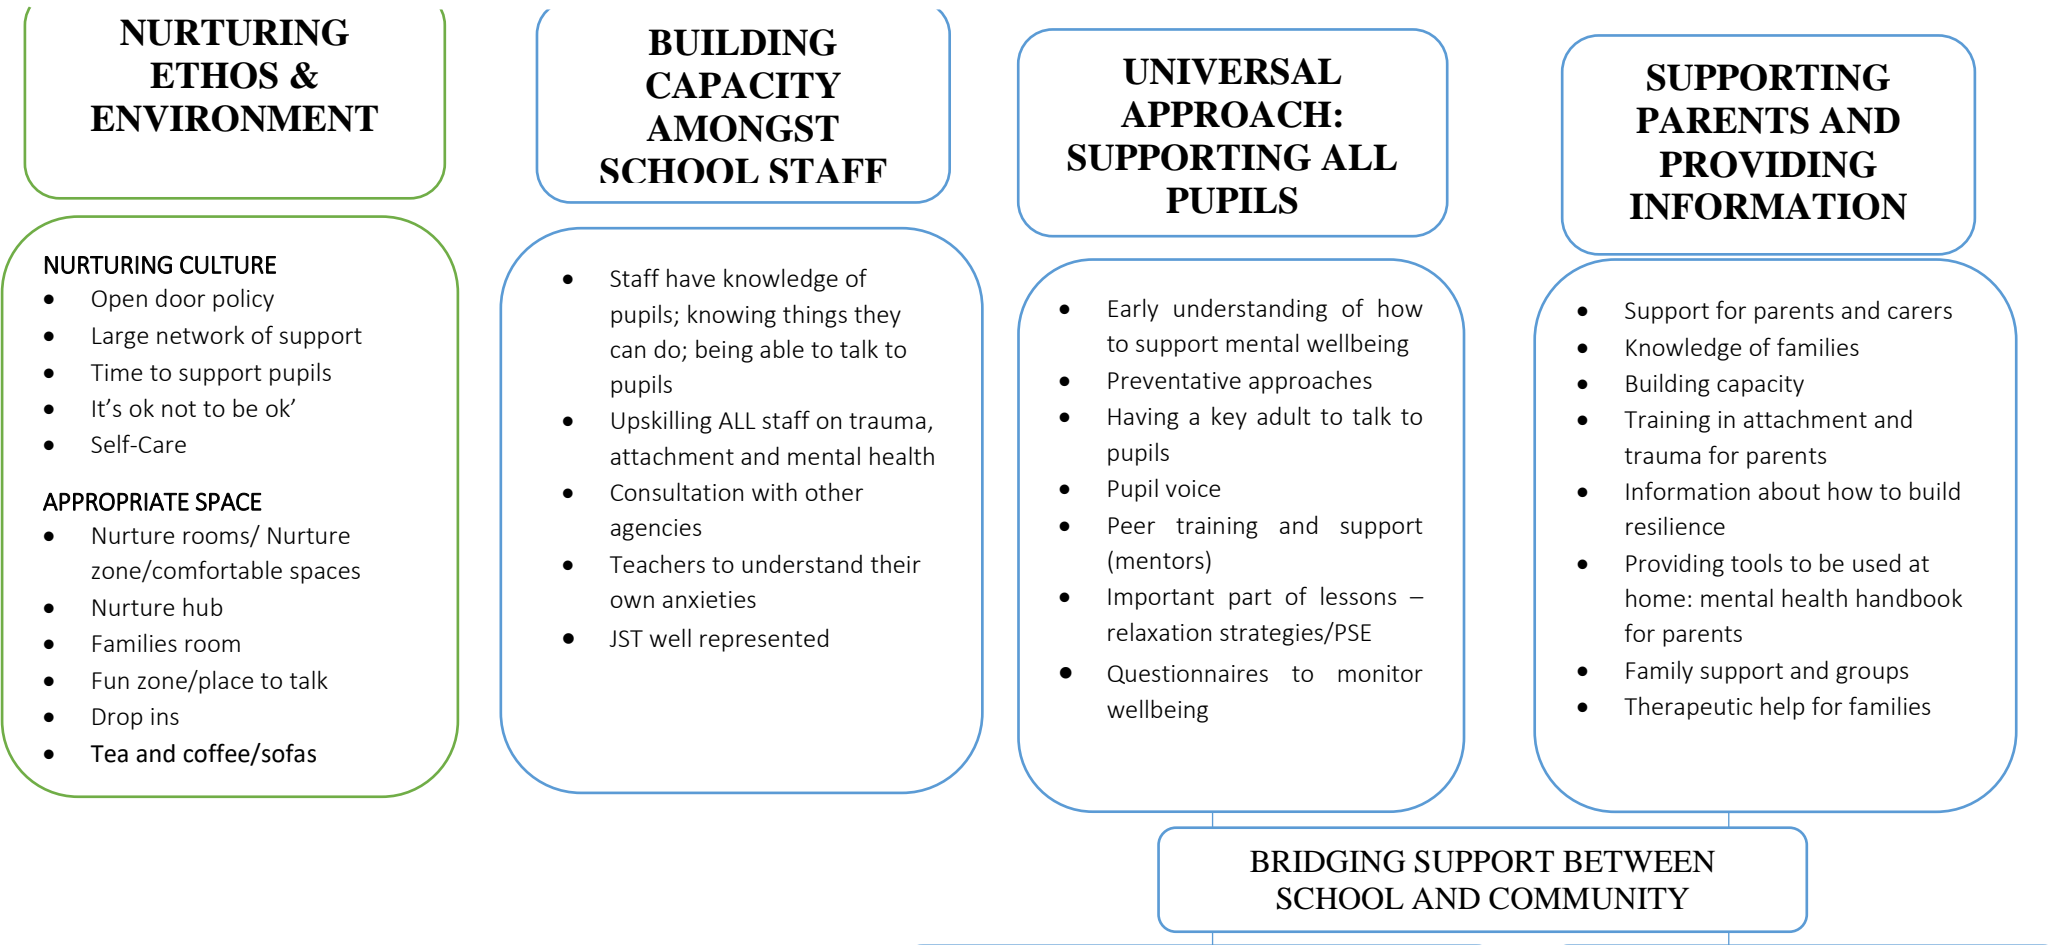 NURTURING
ETHOS &
ENVIRONMENT
NURTURING CULTURE
• Open door policy
• Large network of support
• Time to support pupils
• It’s ok not to be ok’
• Self-Care
APPROPRIATE SPACE
• Nurture rooms/ Nurture
zone/comfortable spaces
• Nurture hub
• Families room
• Fun zone/place to talk
• Drop ins
• Tea and coffee/sofas
BUILDING
CAPACITY
AMONGST
SCHOOL STAFF
• Staff have knowledge of
pupils; knowing things they
can do; being able to talk to
pupils
• Upskilling ALL staff on trauma,
attachment and mental health
• Consultation with other
agencies
• Teachers to understand their
own anxieties
• JST well represented
UNIVERSAL
APPROACH:
SUPPORTING ALL
PUPILS
• Early understanding of how
to support mental wellbeing
• Preventative approaches
• Having a key adult to talk to
pupils
• Pupil voice
• Peer training and support
(mentors)
• Important part of lessons –
relaxation strategies/PSE
• Questionnaires to monitor
wellbeing
SUPPORTING
PARENTS AND
PROVIDING
INFORMATION
• Support for parents and carers
• Knowledge of families
• Building capacity
• Training in attachment and
trauma for parents
• Information about how to build
resilience
• Providing tools to be used at
home: mental health handbook
for parents
• Family support and groups
• Therapeutic help for families
BRIDGING SUPPORT BETWEEN
SCHOOL AND COMMUNITY